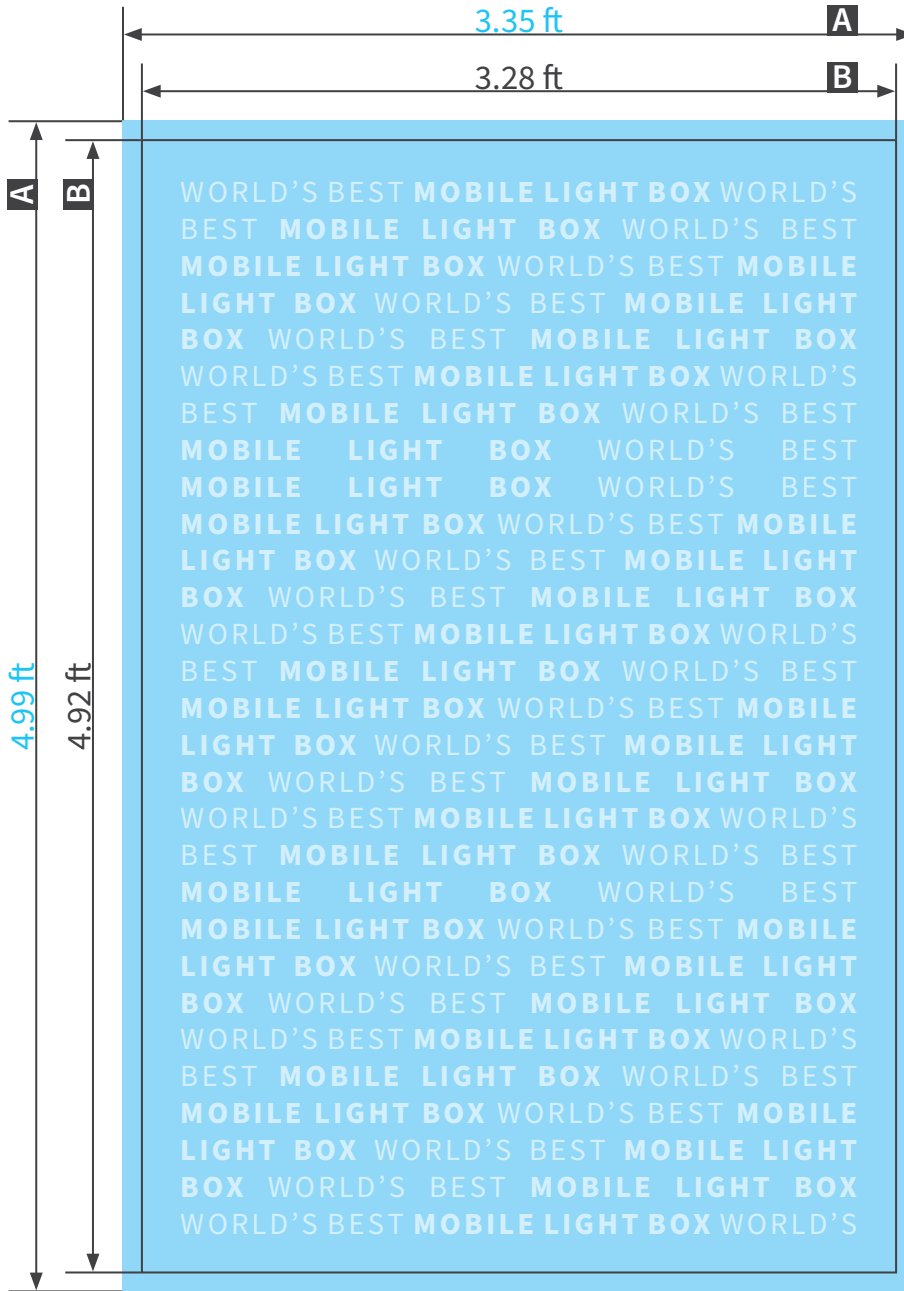 3.35 ft A
3.28 ft B
A B
WORLD’S BEST MOBILE LIGHT BOX WORLD’S
BEST MOBILE LIGHT BOX WORLD’S BEST
MOBILE LIGHT BOX WORLD’S BEST MOBILE
LIGHT BOX WORLD’S BEST MOBILE LIGHT
BOX WORLD’S BEST MOBILE LIGHT BOX
WORLD’S BEST MOBILE LIGHT BOX WORLD’S
BEST MOBILE LIGHT BOX WORLD’S BEST
MOBILE LIGHT BOX WORLD’S BEST
MOBILE LIGHT BOX WORLD’S BEST
MOBILE LIGHT BOX WORLD’S BEST MOBILE
LIGHT BOX WORLD’S BEST MOBILE LIGHT
BOX WORLD’S BEST MOBILE LIGHT BOX
WORLD’S BEST MOBILE LIGHT BOX WORLD’S
BEST MOBILE LIGHT BOX WORLD’S BEST
MOBILE LIGHT BOX WORLD’S BEST MOBILE
LIGHT BOX WORLD’S BEST MOBILE LIGHT
BOX WORLD’S BEST MOBILE LIGHT BOX
WORLD’S BEST MOBILE LIGHT BOX WORLD’S
BEST MOBILE LIGHT BOX WORLD’S BEST
MOBILE LIGHT BOX WORLD’S BEST
MOBILE LIGHT BOX WORLD’S BEST MOBILE
LIGHT BOX WORLD’S BEST MOBILE LIGHT
BOX WORLD’S BEST MOBILE LIGHT BOX
WORLD’S BEST MOBILE LIGHT BOX WORLD’S
BEST MOBILE LIGHT BOX WORLD’S BEST
MOBILE LIGHT BOX WORLD’S BEST MOBILE
LIGHT BOX WORLD’S BEST MOBILE LIGHT
BOX WORLD’S BEST MOBILE LIGHT BOX
WORLD’S BEST MOBILE LIGHT BOX WORLD’S
4.99 ft
4.92 ft